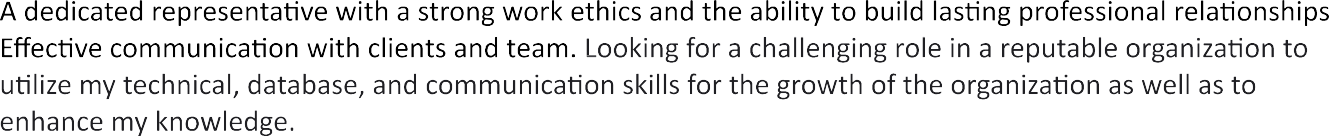 A dedicated representative with a strong work ethics and the ability to build lasting professional relationships
Effective communication with clients and team. Looking for a challenging role in a reputable organization to
utilize my technical, database, and communication skills for the growth of the organization as well as to
enhance my knowledge.